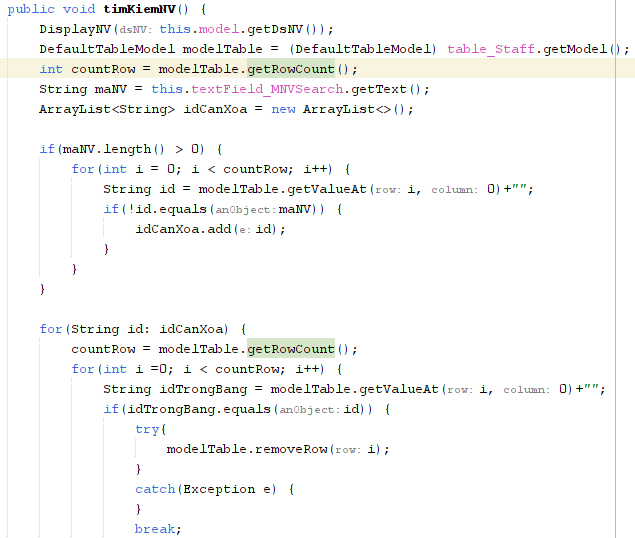 public void timKiemNV() {
    DisplayNV(dsNV: this.model.getDsNV());
    DefaultTableModel modelTable = (DefaultTableModel) table_Staff.getModel();
    int countRow = modelTable.getRowCount();
    String maNV = this.textField_MNVSearch.getText();
    ArrayList<String> idCanXoa = new ArrayList<>();

    if(maNV.length() > 0) {
        for(int i = 0; i < countRow; i++) {
            String id = modelTable.getValueAt(row: i, column: 0)+"";
            if(!id.equals(anObject: maNV)) {
                idCanXoa.add(e: id);
            }
        }
    }

    for(String id: idCanXoa) {
        countRow = modelTable.getRowCount();
        for(int i =0; i < countRow; i++) {
            String idTrongBang = modelTable.getValueAt(row: i, column: 0)+"";
            if(idTrongBang.equals(anObject: id)) {
                try{
                    modelTable.removeRow(row: i);
                }
                catch(Exception e) {
                }
                break;